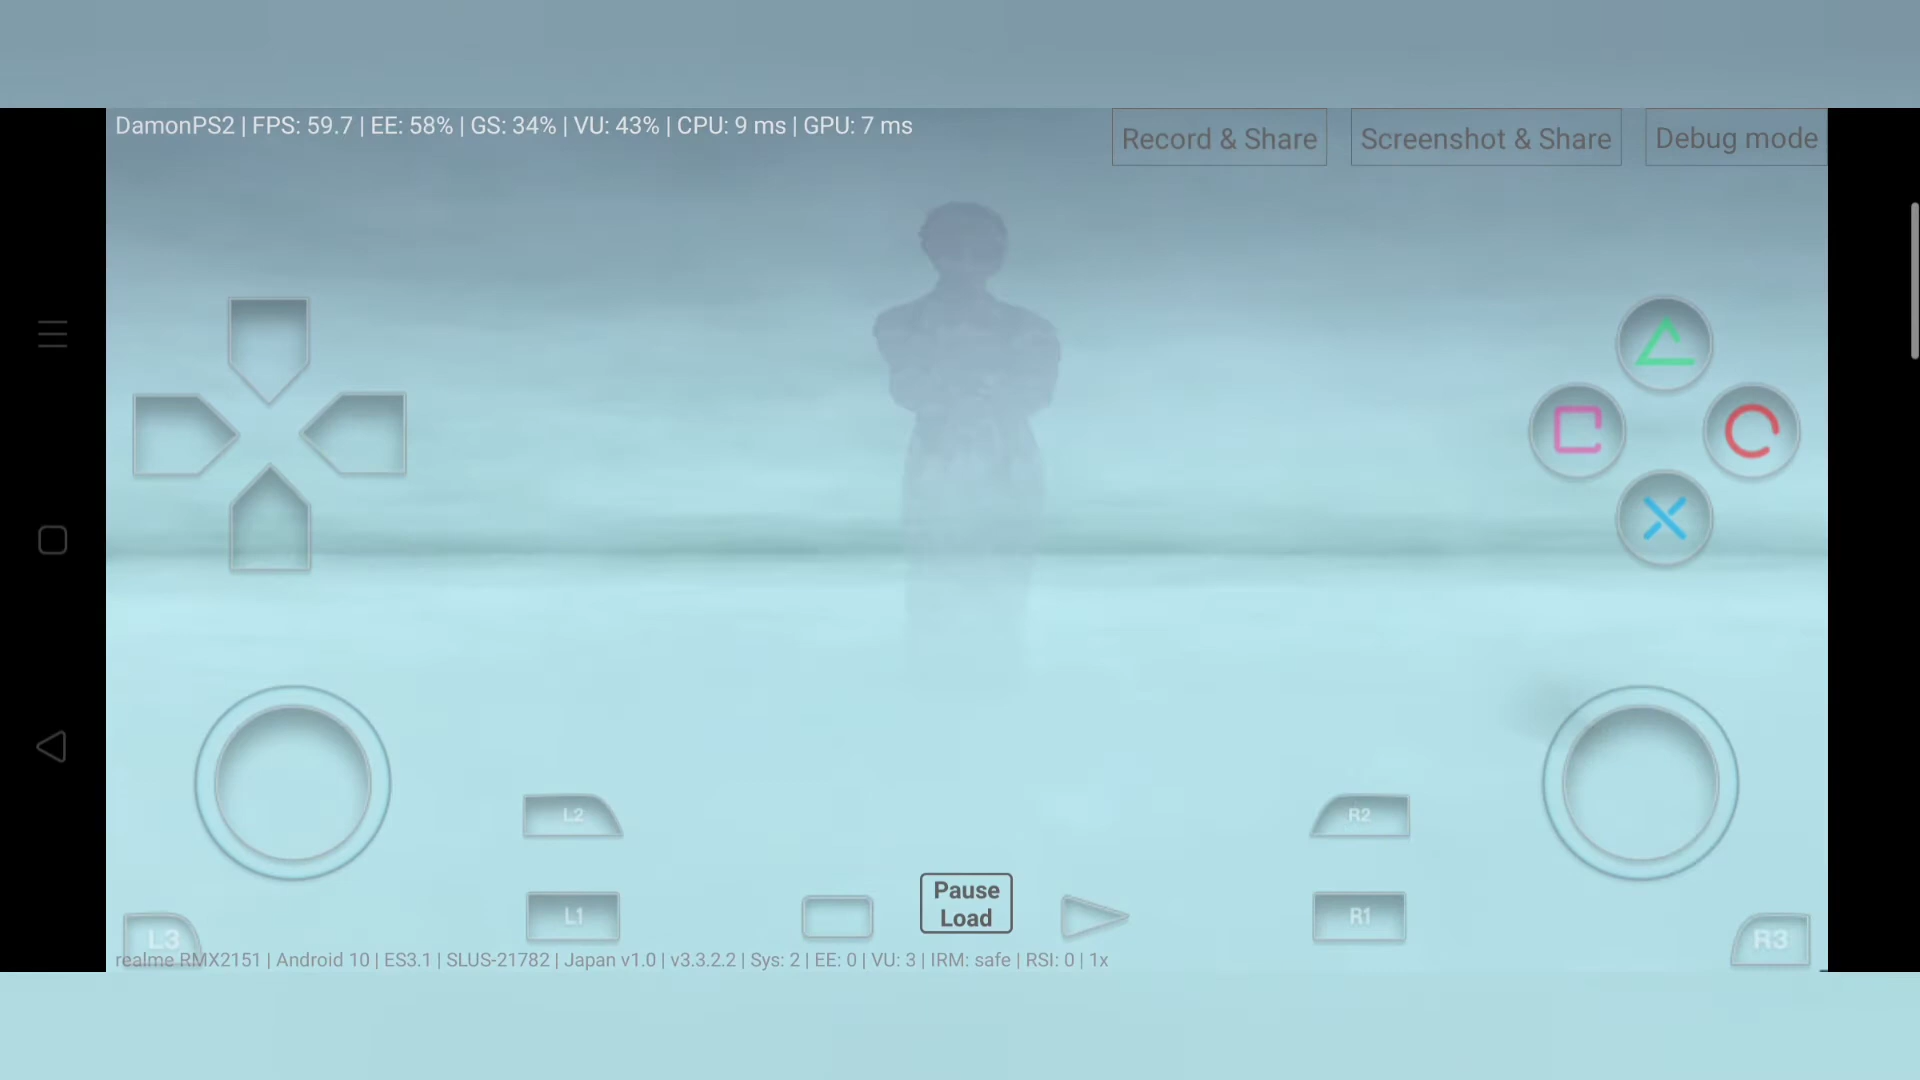 DamonPS2 | FPS: 59.7 | EE: 58% | GS: 34% | VU: 43% | CPU: 9 ms | GPU: 7 ms
Record & Share
Screenshot & Share
Debug mode
L2
R2
Pause
Load
L1
R1
L3
R3
realme RMX2151 | Android 10 | ES3.1 | SLUS-21782 | Japan v1.0 | v3.3.2.2 | Sys: 2 | EE: 0 | VU: 3 | IRM: safe | RSI: 0 | 1x